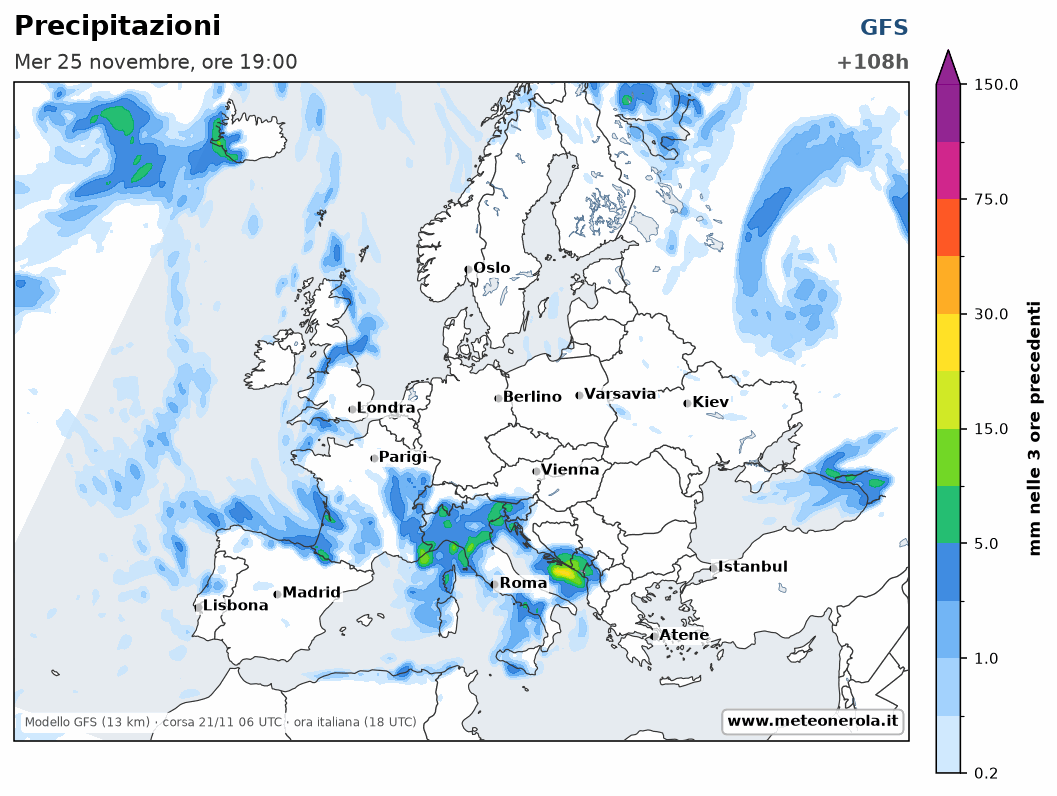 Precipitazioni
GFS
Mer 25 novembre, ore 19:00
+108h
150.0
75.0
30.0
15.0
5.0
1.0
0.2
mm nelle 3 ore precedenti
Oslo
Berlino
Varsavia
Kiev
Londra
Parigi
Vienna
Istanbul
Roma
Madrid
Lisbona
Atene
Modello GFS (13 km) · corsa 21/11 06 UTC · ora italiana (18 UTC)
www.meteonerola.it